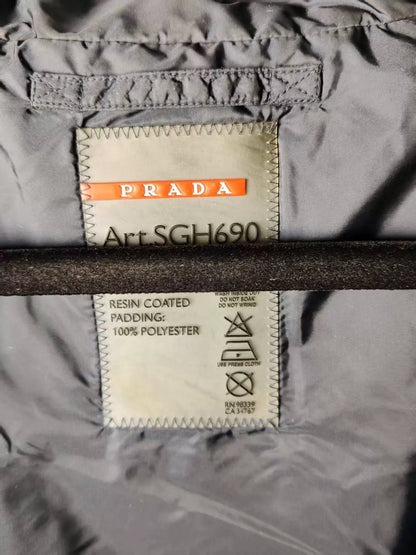 PRADA
Art.SGH690
WASH INSIDE OUT
DO NOT SOAK
DO NOT WRING
RESIN COATED
PADDING:
100% POLYESTER
USE PRESS CLOTH
RN 98339
CA 34767